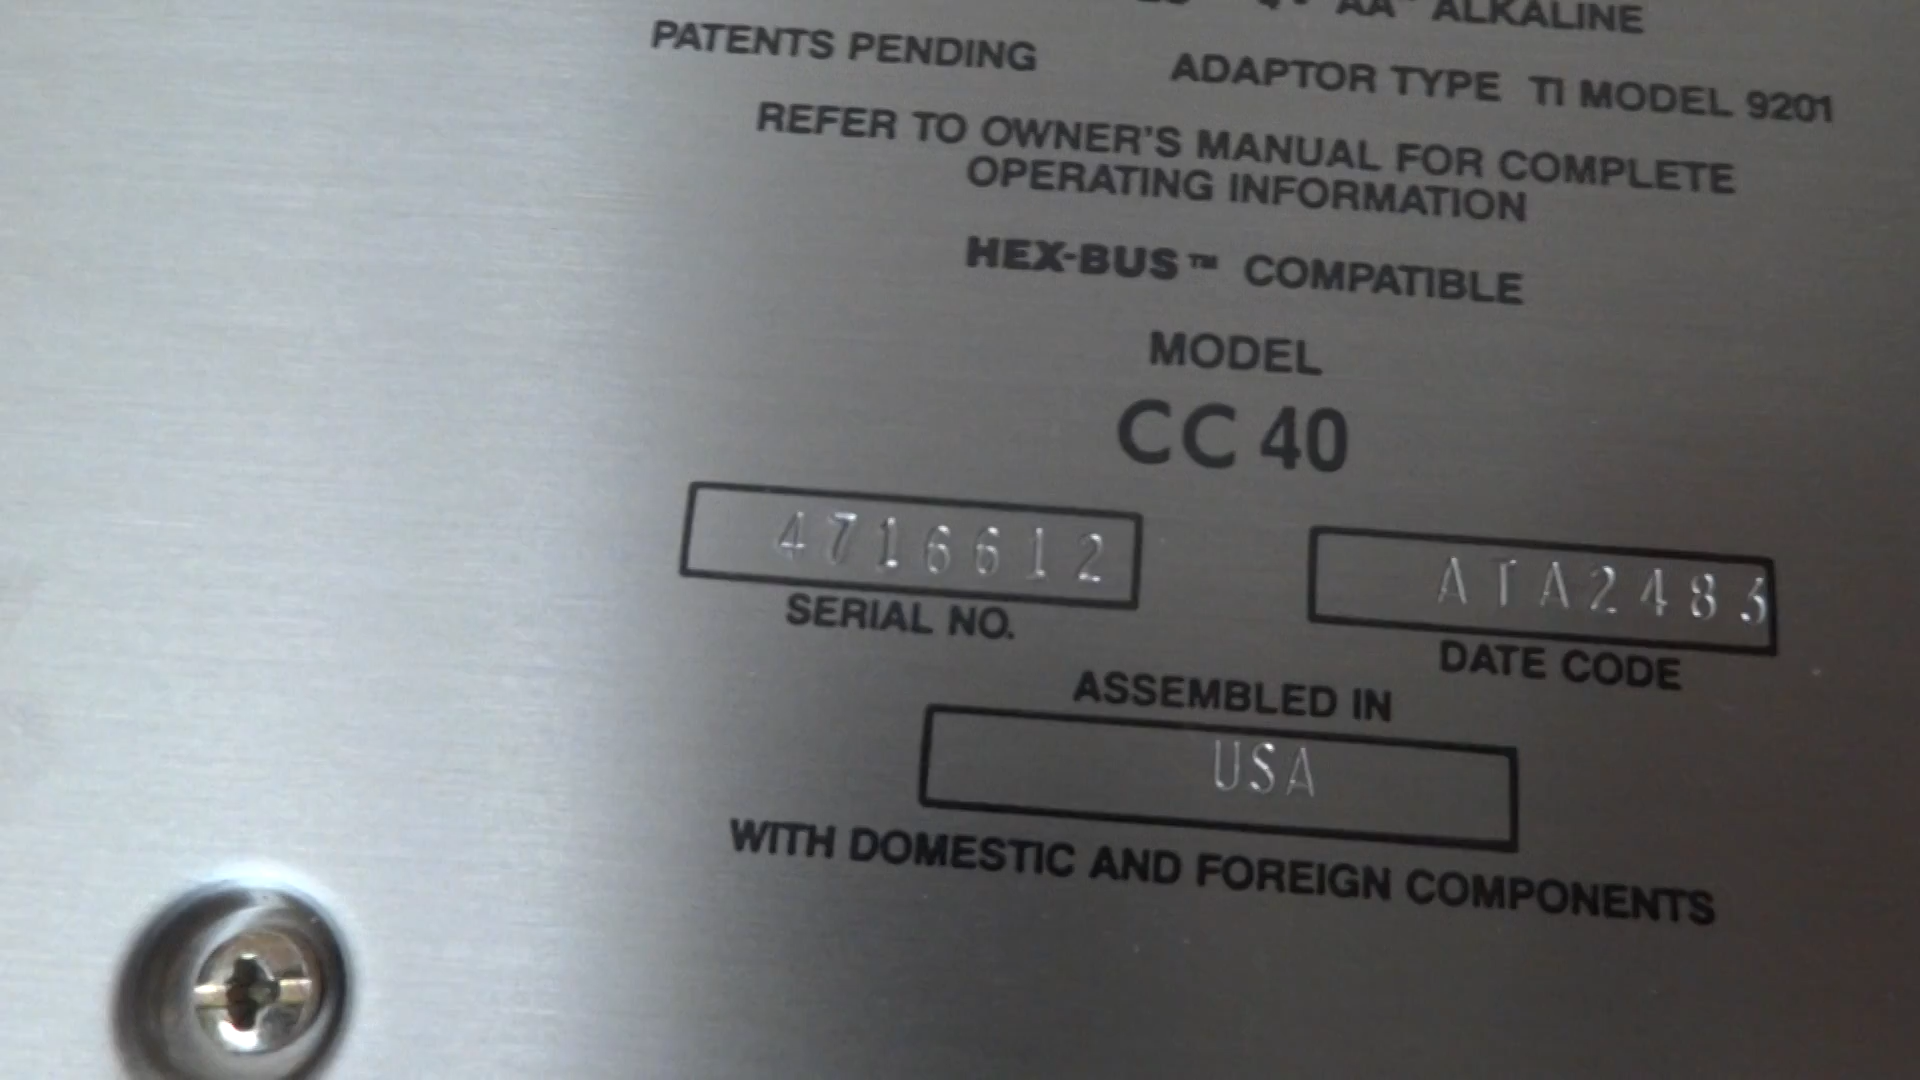 "AA" ALKALINE
PATENTS PENDING ADAPTOR TYPE TI MODEL 9201
REFER TO OWNER'S MANUAL FOR COMPLETE
OPERATING INFORMATION
HEX-BUS™ COMPATIBLE
MODEL
CC 40
4716612
SERIAL NO.
ATA2483
DATE CODE
ASSEMBLED IN
USA
WITH DOMESTIC AND FOREIGN COMPONENTS